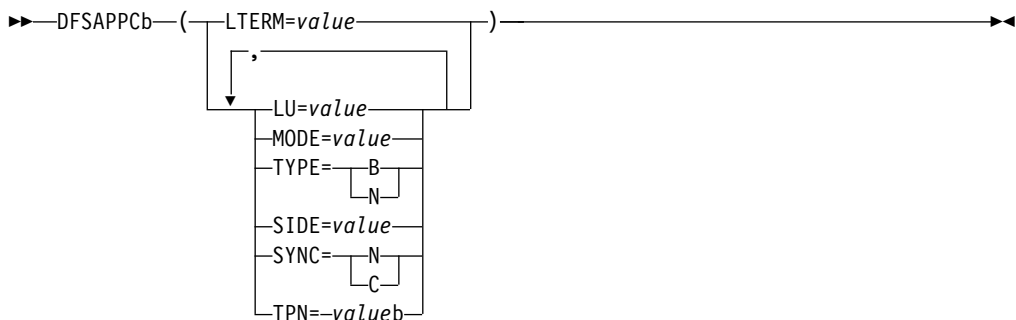 DFSAPPCb ( LTERM=value )
,
LU=value
MODE=value
TYPE= B
N
SIDE=value
SYNC= N
C
TPN= valueb